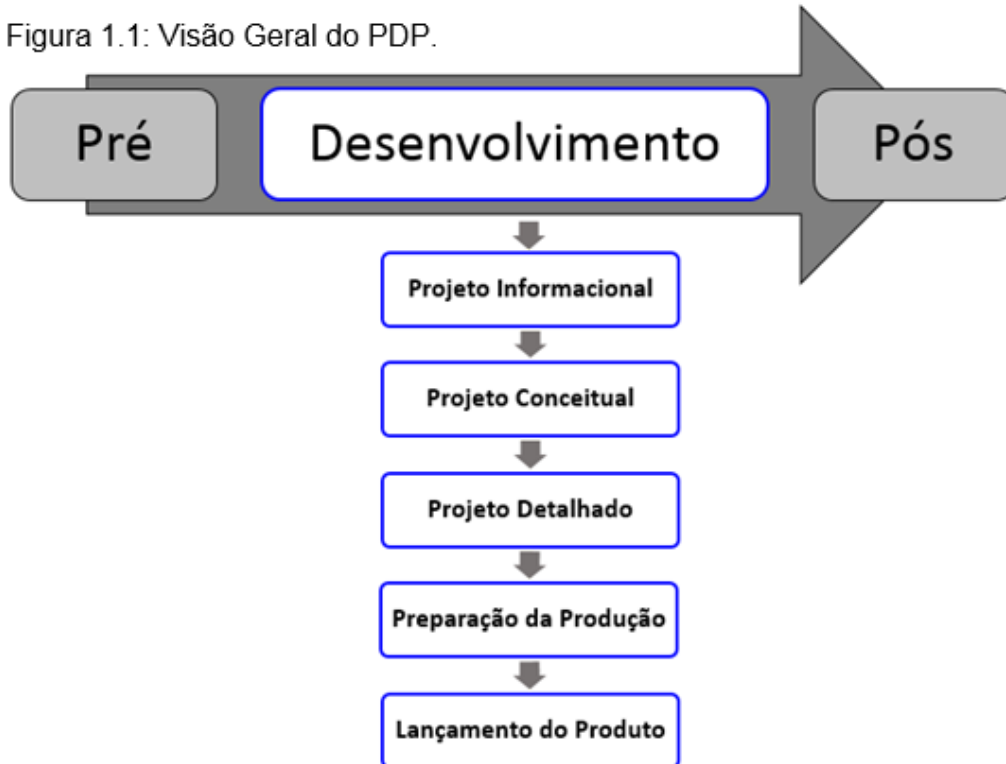 Figura 1.1: Visão Geral do PDP.
Pré
Desenvolvimento
Pós
Projeto Informacional
Projeto Conceitual
Projeto Detalhado
Preparação da Produção
Lançamento do Produto